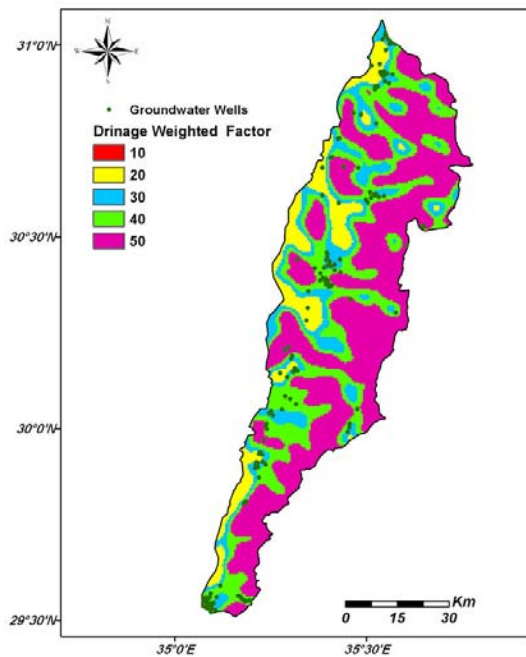 31°0'N
30°30'N
30°0'N
29°30'N
N
W E
S
Groundwater Wells
Drinage Weighted Factor
10
20
30
40
50
Km
0 15 30
35°0'E
35°30'E